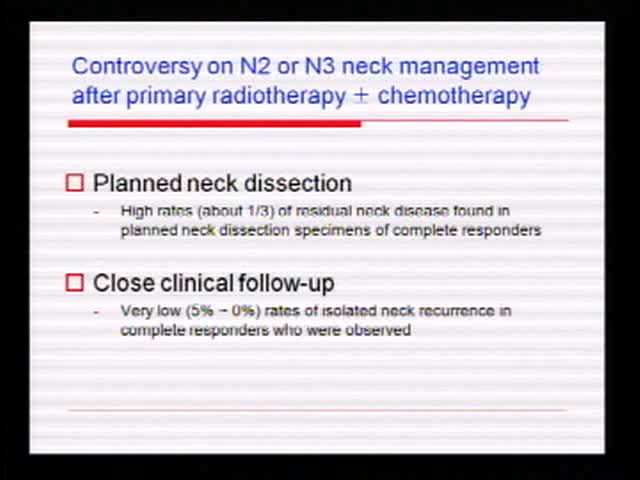 Controversy on N2 or N3 neck management
after primary radiotherapy ± chemotherapy
Planned neck dissection
- High rates (about 1/3) of residual neck disease found in
planned neck dissection specimens of complete responders
Close clinical follow-up
- Very low (5% – 0%) rates of isolated neck recurrence in
complete responders who were observed